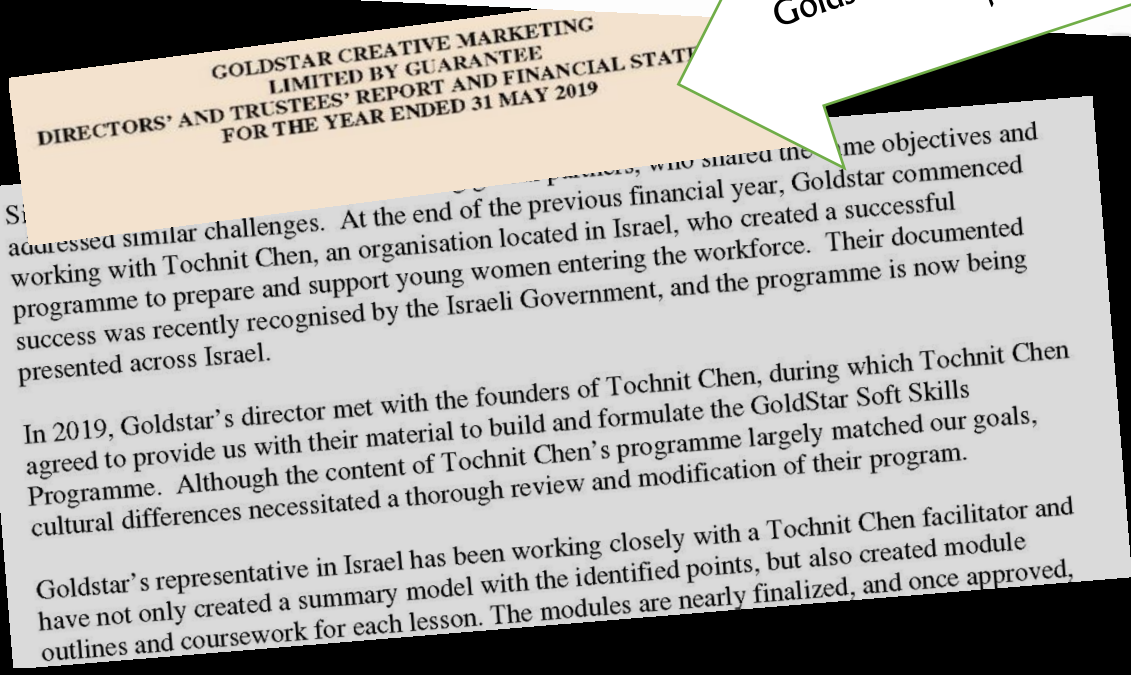 Golds
GOLDSTAR CREATIVE MARKETING
LIMITED BY GUARANTEE
DIRECTORS' AND TRUSTEES' REPORT AND FINANCIAL STATE
FOR THE YEAR ENDED 31 MAY 2019
Si partners, who shared the same objectives and
addressed similar challenges.  At the end of the previous financial year, Goldstar commenced
working with Tochnit Chen, an organisation located in Israel, who created a successful
programme to prepare and support young women entering the workforce.  Their documented
success was recently recognised by the Israeli Government, and the programme is now being
presented across Israel.
In 2019, Goldstar's director met with the founders of Tochnit Chen, during which Tochnit Chen
agreed to provide us with their material to build and formulate the GoldStar Soft Skills
Programme.  Although the content of Tochnit Chen's programme largely matched our goals,
cultural differences necessitated a thorough review and modification of their program.
Goldstar's representative in Israel has been working closely with a Tochnit Chen facilitator and
have not only created a summary model with the identified points, but also created module
outlines and coursework for each lesson. The modules are nearly finalized, and once approved,